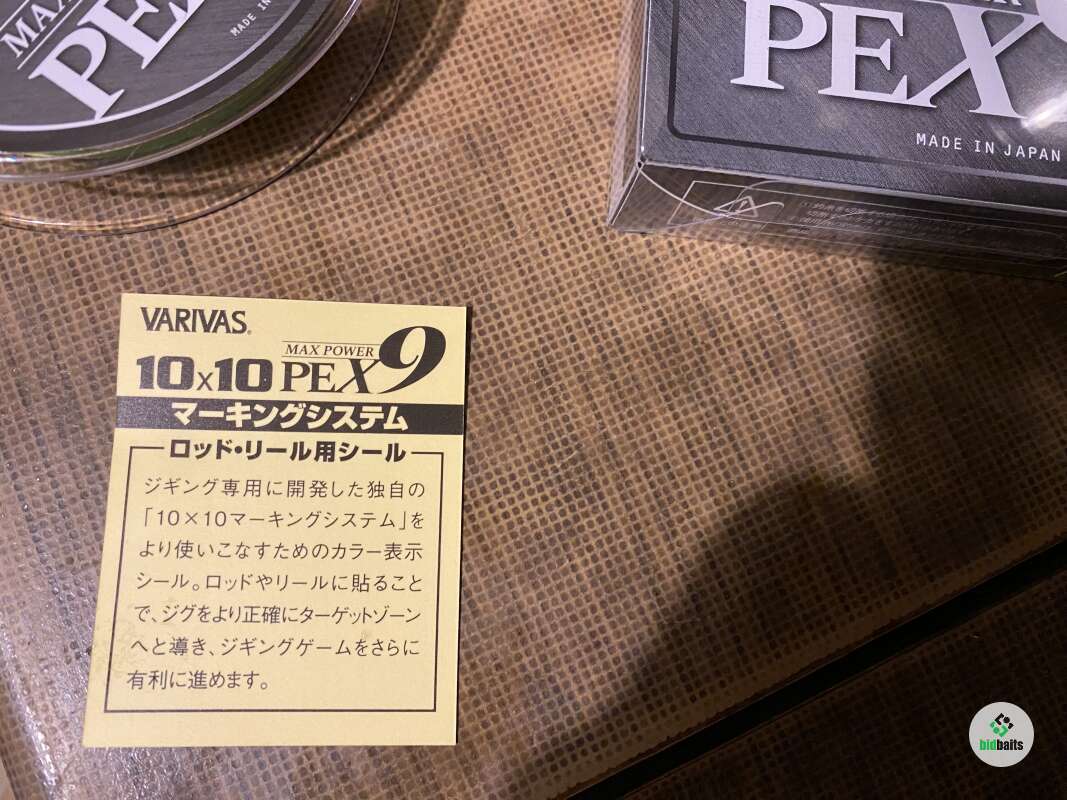 MAX
PE
MADE IN
PEX
MADE IN JAPAN
VARIVAS®
10×10 MAX POWER PEX9
マーキングシステム
ロッド・リール用シール
ジギング専用に開発した独自の
「10×10マーキングシステム」を
より使いこなすためのカラー表示
シール。ロッドやリールに貼ること
で、ジグをより正確にターゲットゾーン
へと導き、ジギングゲームをさらに
有利に進めます。
bidbaits